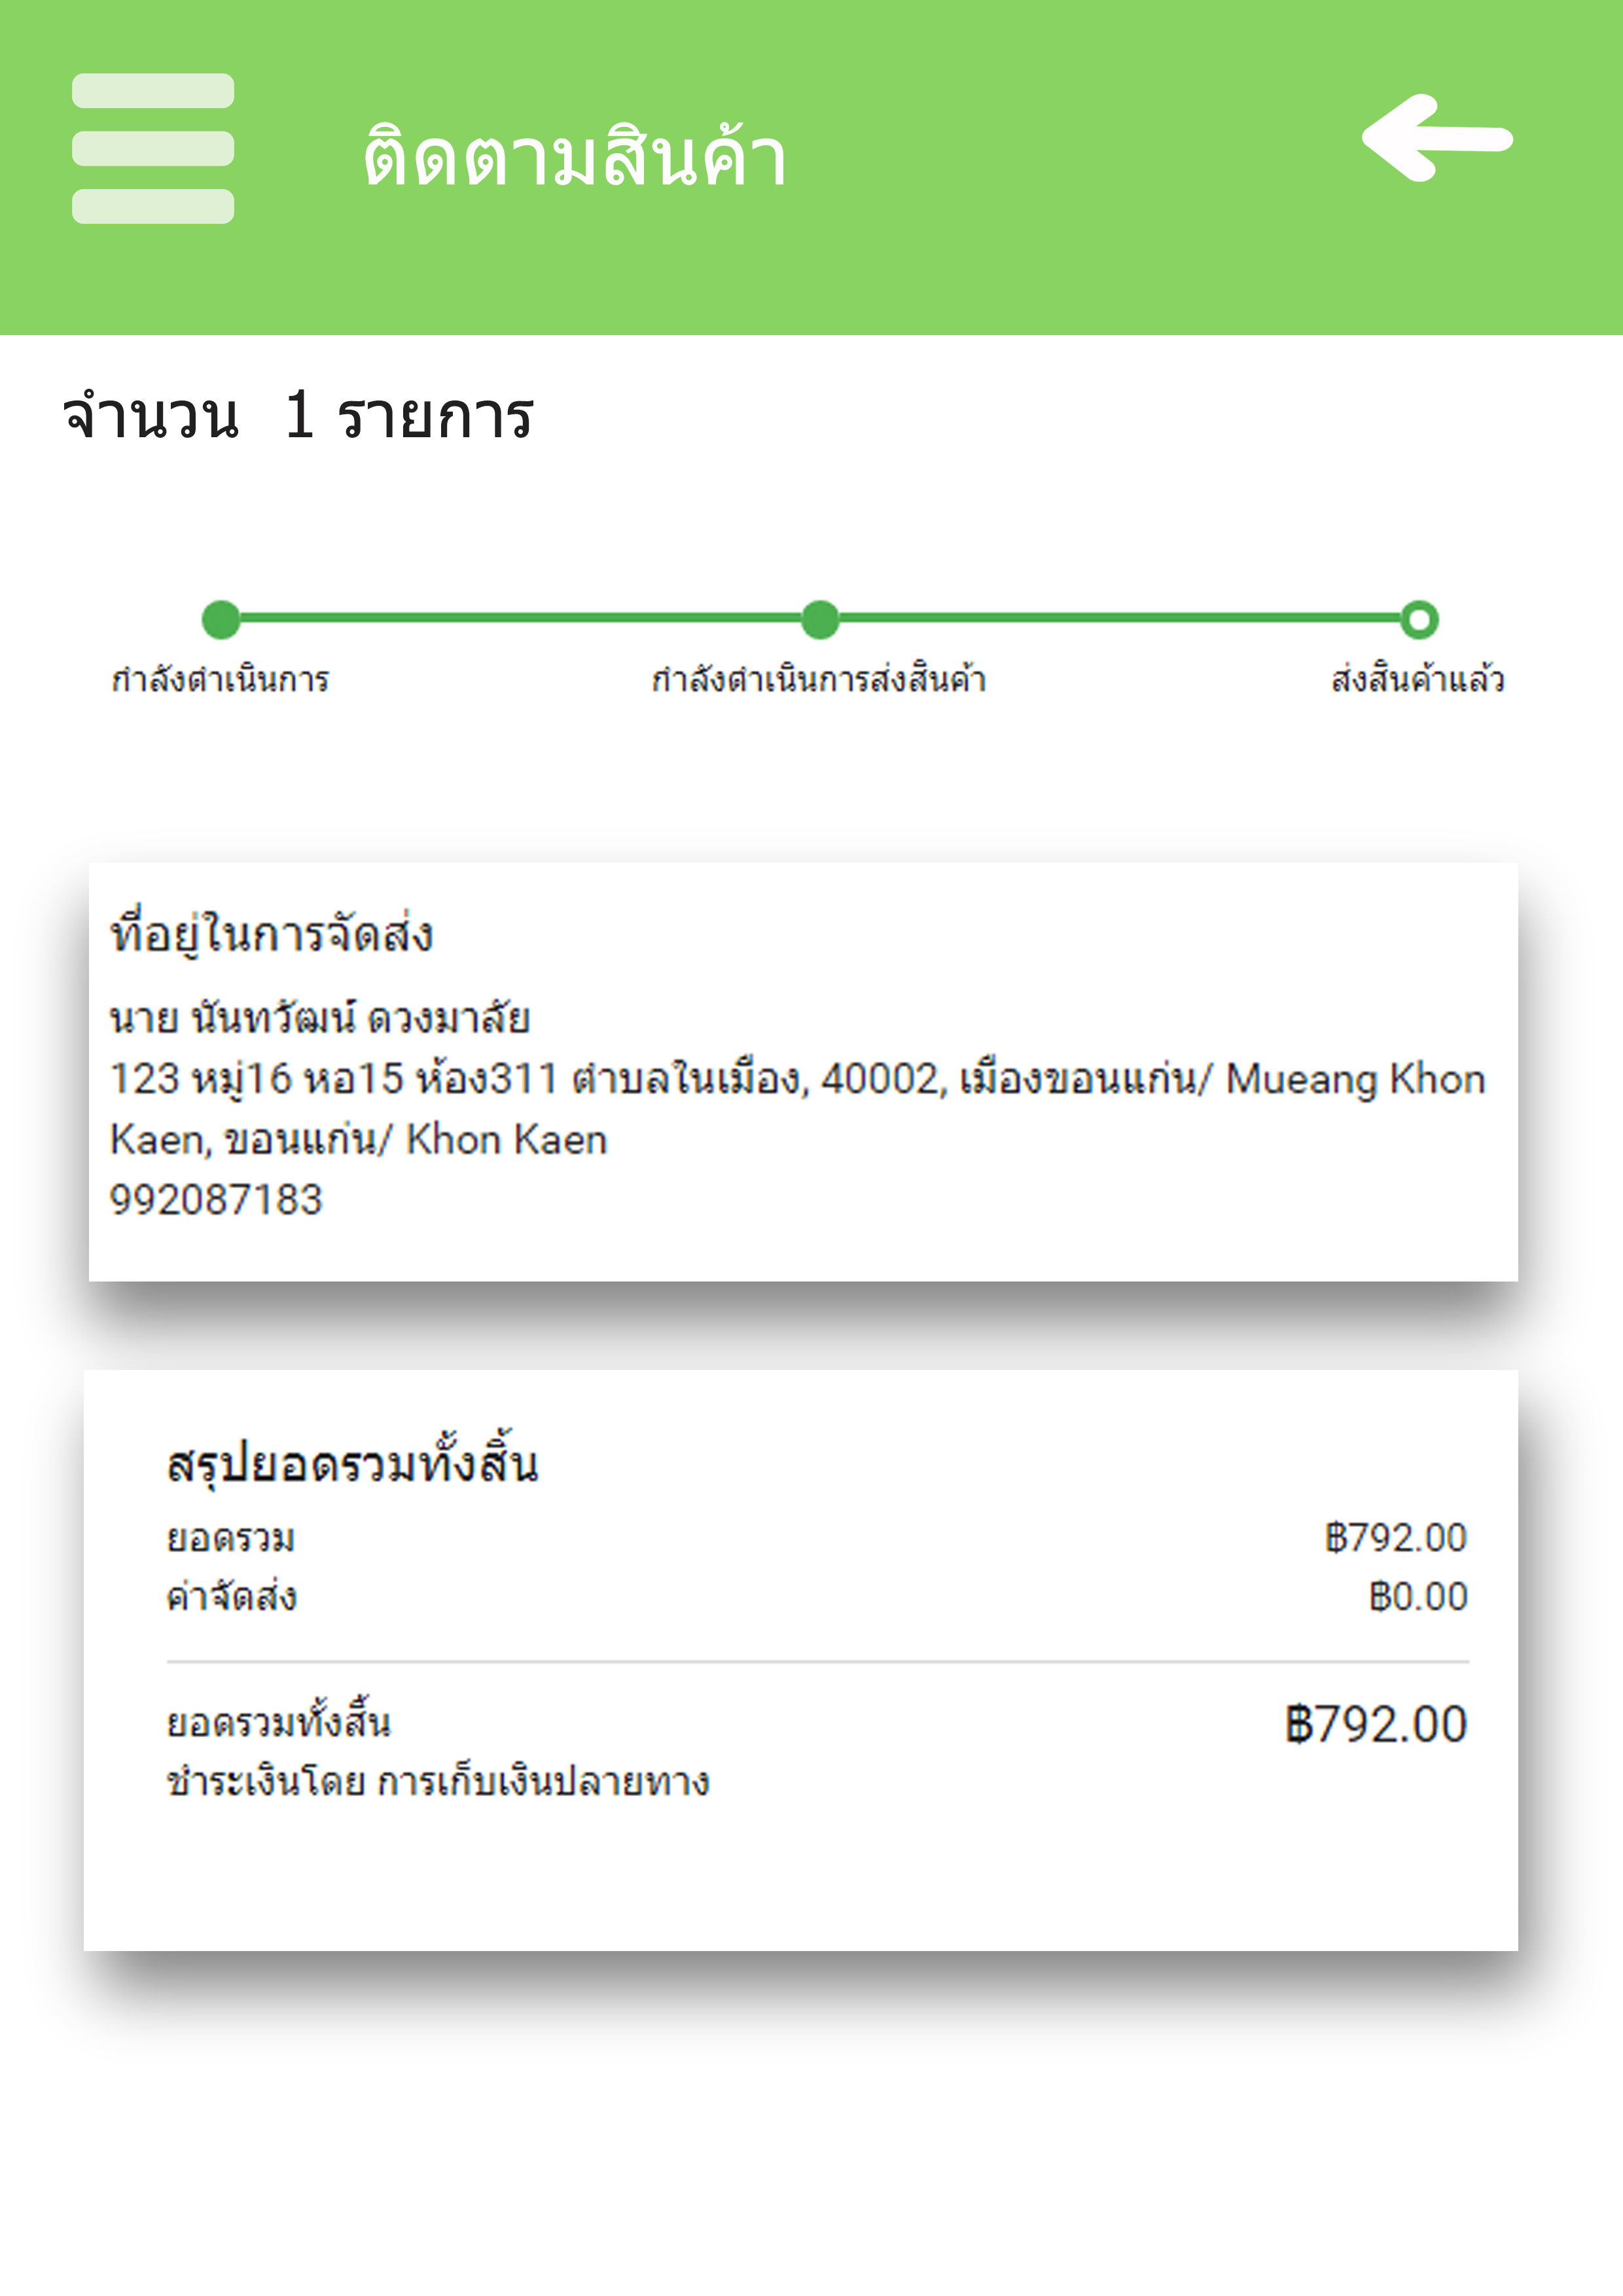 ติดตามสินค้า
จำนวน 1 รายการ
กำลังดำเนินการ
กำลังดำเนินการส่งสินค้า
ส่งสินค้าแล้ว
ที่อยู่ในการจัดส่ง
นาย นันทวัฒน์ ดวงมาลัย
123 หมู่16 หอ15 ห้อง311 ตำบลในเมือง, 40002, เมืองขอนแก่น/ Mueang Khon
Kaen, ขอนแก่น/ Khon Kaen
992087183
สรุปยอดรวมทั้งสิ้น
ยอดรวม ฿792.00
ค่าจัดส่ง ฿0.00
ยอดรวมทั้งสิ้น ฿792.00
ชำระเงินโดย การเก็บเงินปลายทาง